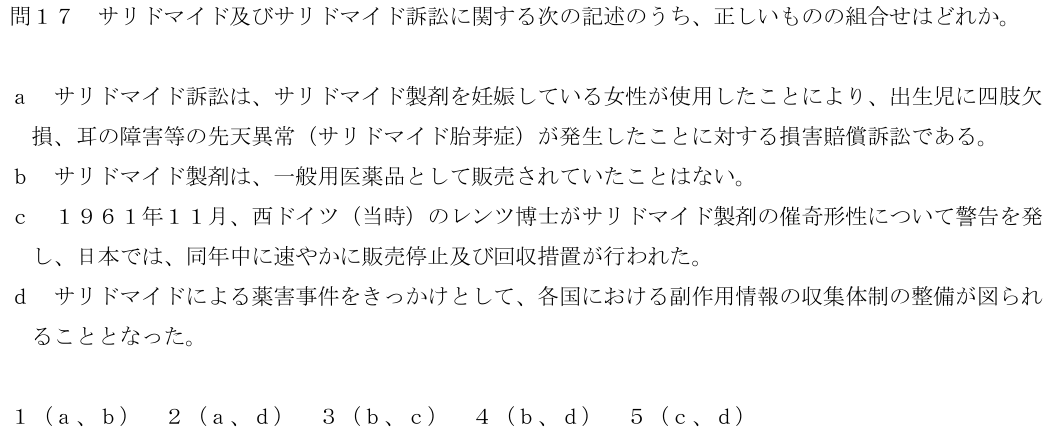 問１７　サリドマイド及びサリドマイド訴訟に関する次の記述のうち、正しいものの組合せはどれか。
ａ　サリドマイド訴訟は、サリドマイド製剤を妊娠している女性が使用したことにより、出生児に四肢欠
損、耳の障害等の先天異常（サリドマイド胎芽症）が発生したことに対する損害賠償訴訟である。
ｂ　サリドマイド製剤は、一般用医薬品として販売されていたことはない。
ｃ　１９６１年１１月、西ドイツ（当時）のレンツ博士がサリドマイド製剤の催奇形性について警告を発
し、日本では、同年中に速やかに販売停止及び回収措置が行われた。
ｄ　サリドマイドによる薬害事件をきっかけとして、各国における副作用情報の収集体制の整備が図られ
ることとなった。
１（ａ、ｂ）　２（ａ、ｄ）　３（ｂ、ｃ）　４（ｂ、ｄ）　５（ｃ、ｄ）